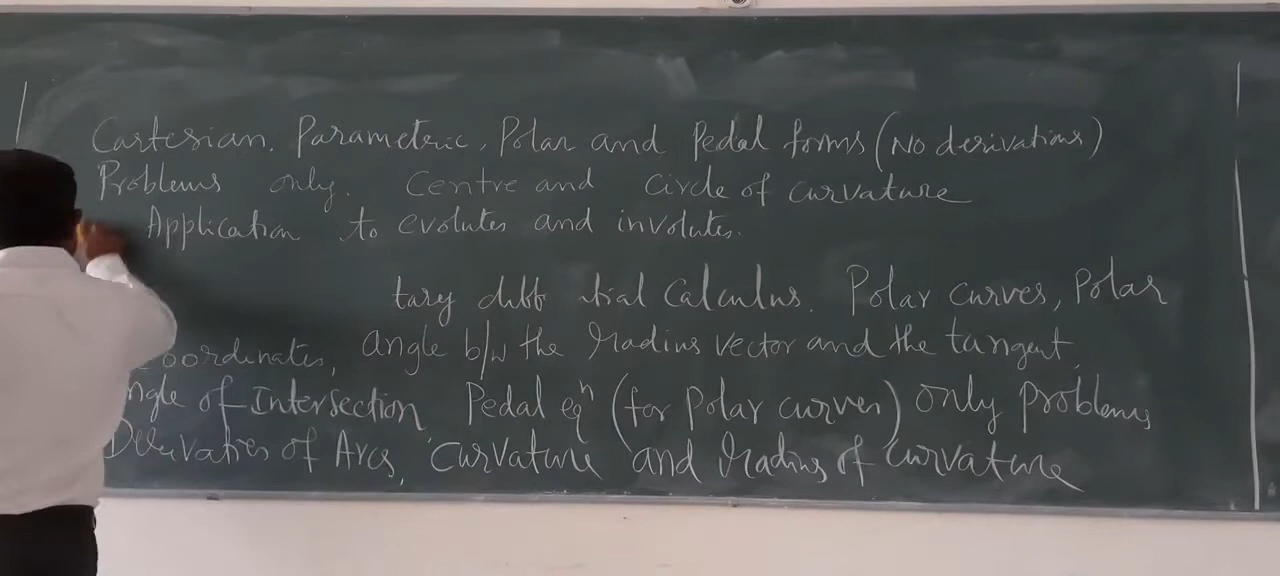 Cartesian, Parametric, Polar and Pedal forms (No derivations)
Problems only. Centre and Circle of curvature
Application to evolutes and involutes.
tary tial Calculus. Polar curves, Polar
oordinates, angle b/w the radius vector and the tangent,
ngle of Intersection Pedal eqⁿ (for Polar curves) only problems
of Arcs, Curvature and radius of Curvature